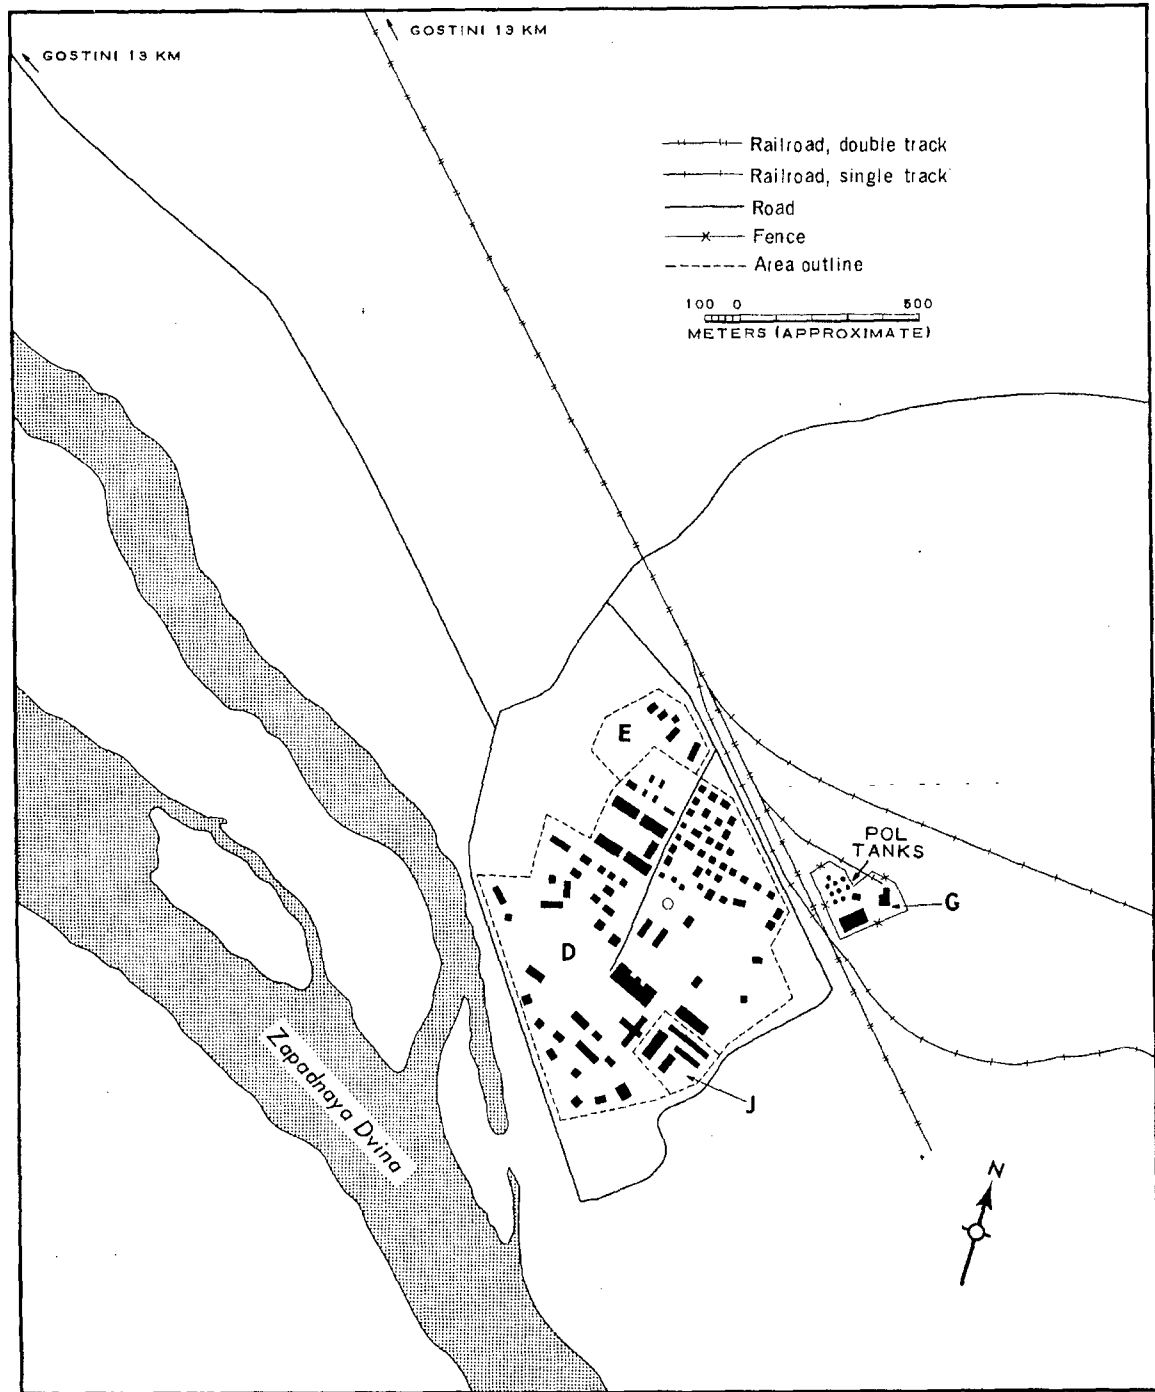 GOSTINI 13 KM
GOSTINI 13 KM
Railroad, double track
Railroad, single track
Road
Fence
Area outline
100 0 500
METERS (APPROXIMATE)
E
POL
TANKS
G
D
Zapadnaya Dvina
J
N